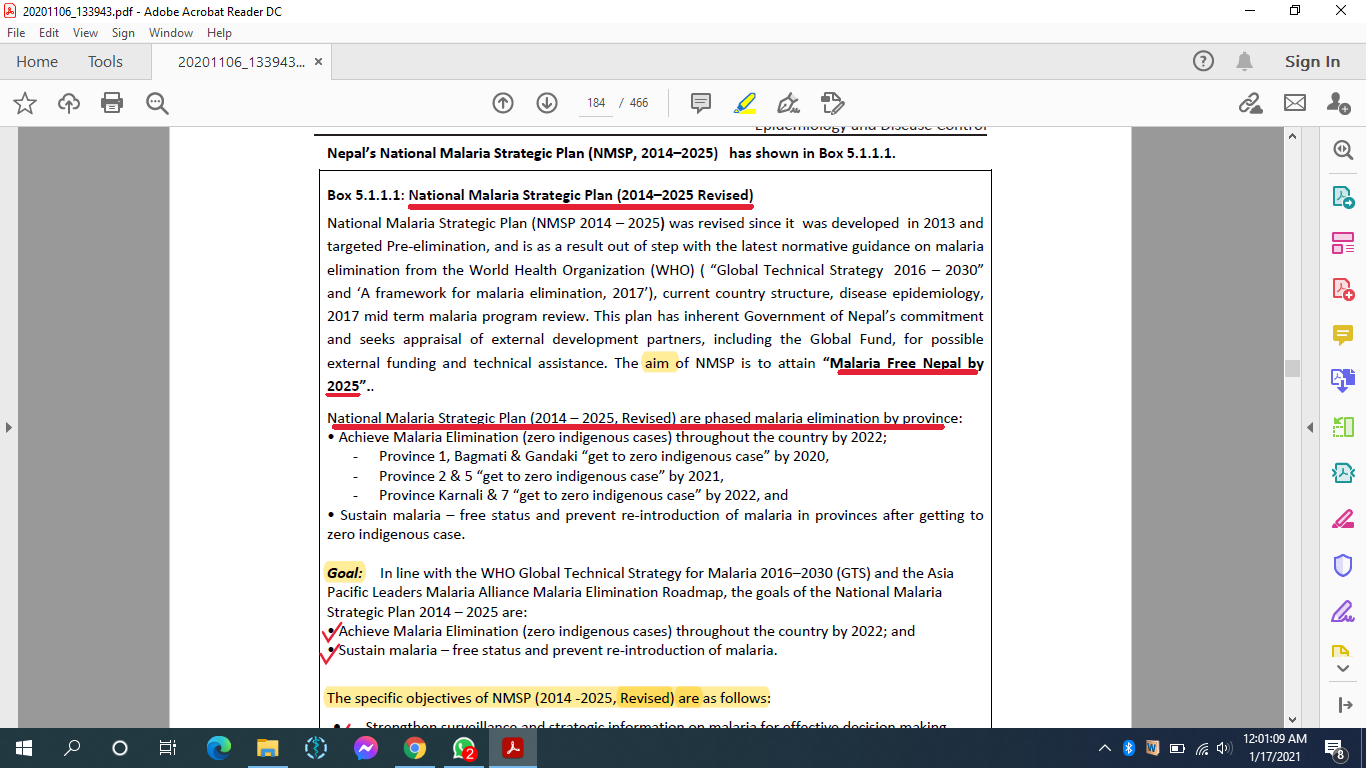 20201106_133943.pdf - Adobe Acrobat Reader DC
File Edit View Sign Window Help
Home Tools 20201106_133943... × Sign In
184 / 466
Epidemiology and Disease Control
Nepal’s National Malaria Strategic Plan (NMSP, 2014–2025) has shown in Box 5.1.1.1.
Box 5.1.1.1: National Malaria Strategic Plan (2014–2025 Revised)
National Malaria Strategic Plan (NMSP 2014 – 2025) was revised since it was developed in 2013 and
targeted Pre-elimination, and is as a result out of step with the latest normative guidance on malaria
elimination from the World Health Organization (WHO) ( “Global Technical Strategy 2016 – 2030”
and ‘A framework for malaria elimination, 2017’), current country structure, disease epidemiology,
2017 mid term malaria program review. This plan has inherent Government of Nepal’s commitment
and seeks appraisal of external development partners, including the Global Fund, for possible
external funding and technical assistance. The aim of NMSP is to attain “Malaria Free Nepal by
2025”..
National Malaria Strategic Plan (2014 – 2025, Revised) are phased malaria elimination by province:
• Achieve Malaria Elimination (zero indigenous cases) throughout the country by 2022;
- Province 1, Bagmati & Gandaki “get to zero indigenous case” by 2020,
- Province 2 & 5 “get to zero indigenous case” by 2021,
- Province Karnali & 7 “get to zero indigenous case” by 2022, and
• Sustain malaria – free status and prevent re-introduction of malaria in provinces after getting to
zero indigenous case.
Goal: In line with the WHO Global Technical Strategy for Malaria 2016–2030 (GTS) and the Asia
Pacific Leaders Malaria Alliance Malaria Elimination Roadmap, the goals of the National Malaria
Strategic Plan 2014 – 2025 are:
• Achieve Malaria Elimination (zero indigenous cases) throughout the country by 2022; and
• Sustain malaria – free status and prevent re-introduction of malaria.
The specific objectives of NMSP (2014 -2025, Revised) are as follows:
• Strengthen surveillance and strategic information on malaria for effective decision making
2
12:01:09 AM
1/17/2021
8